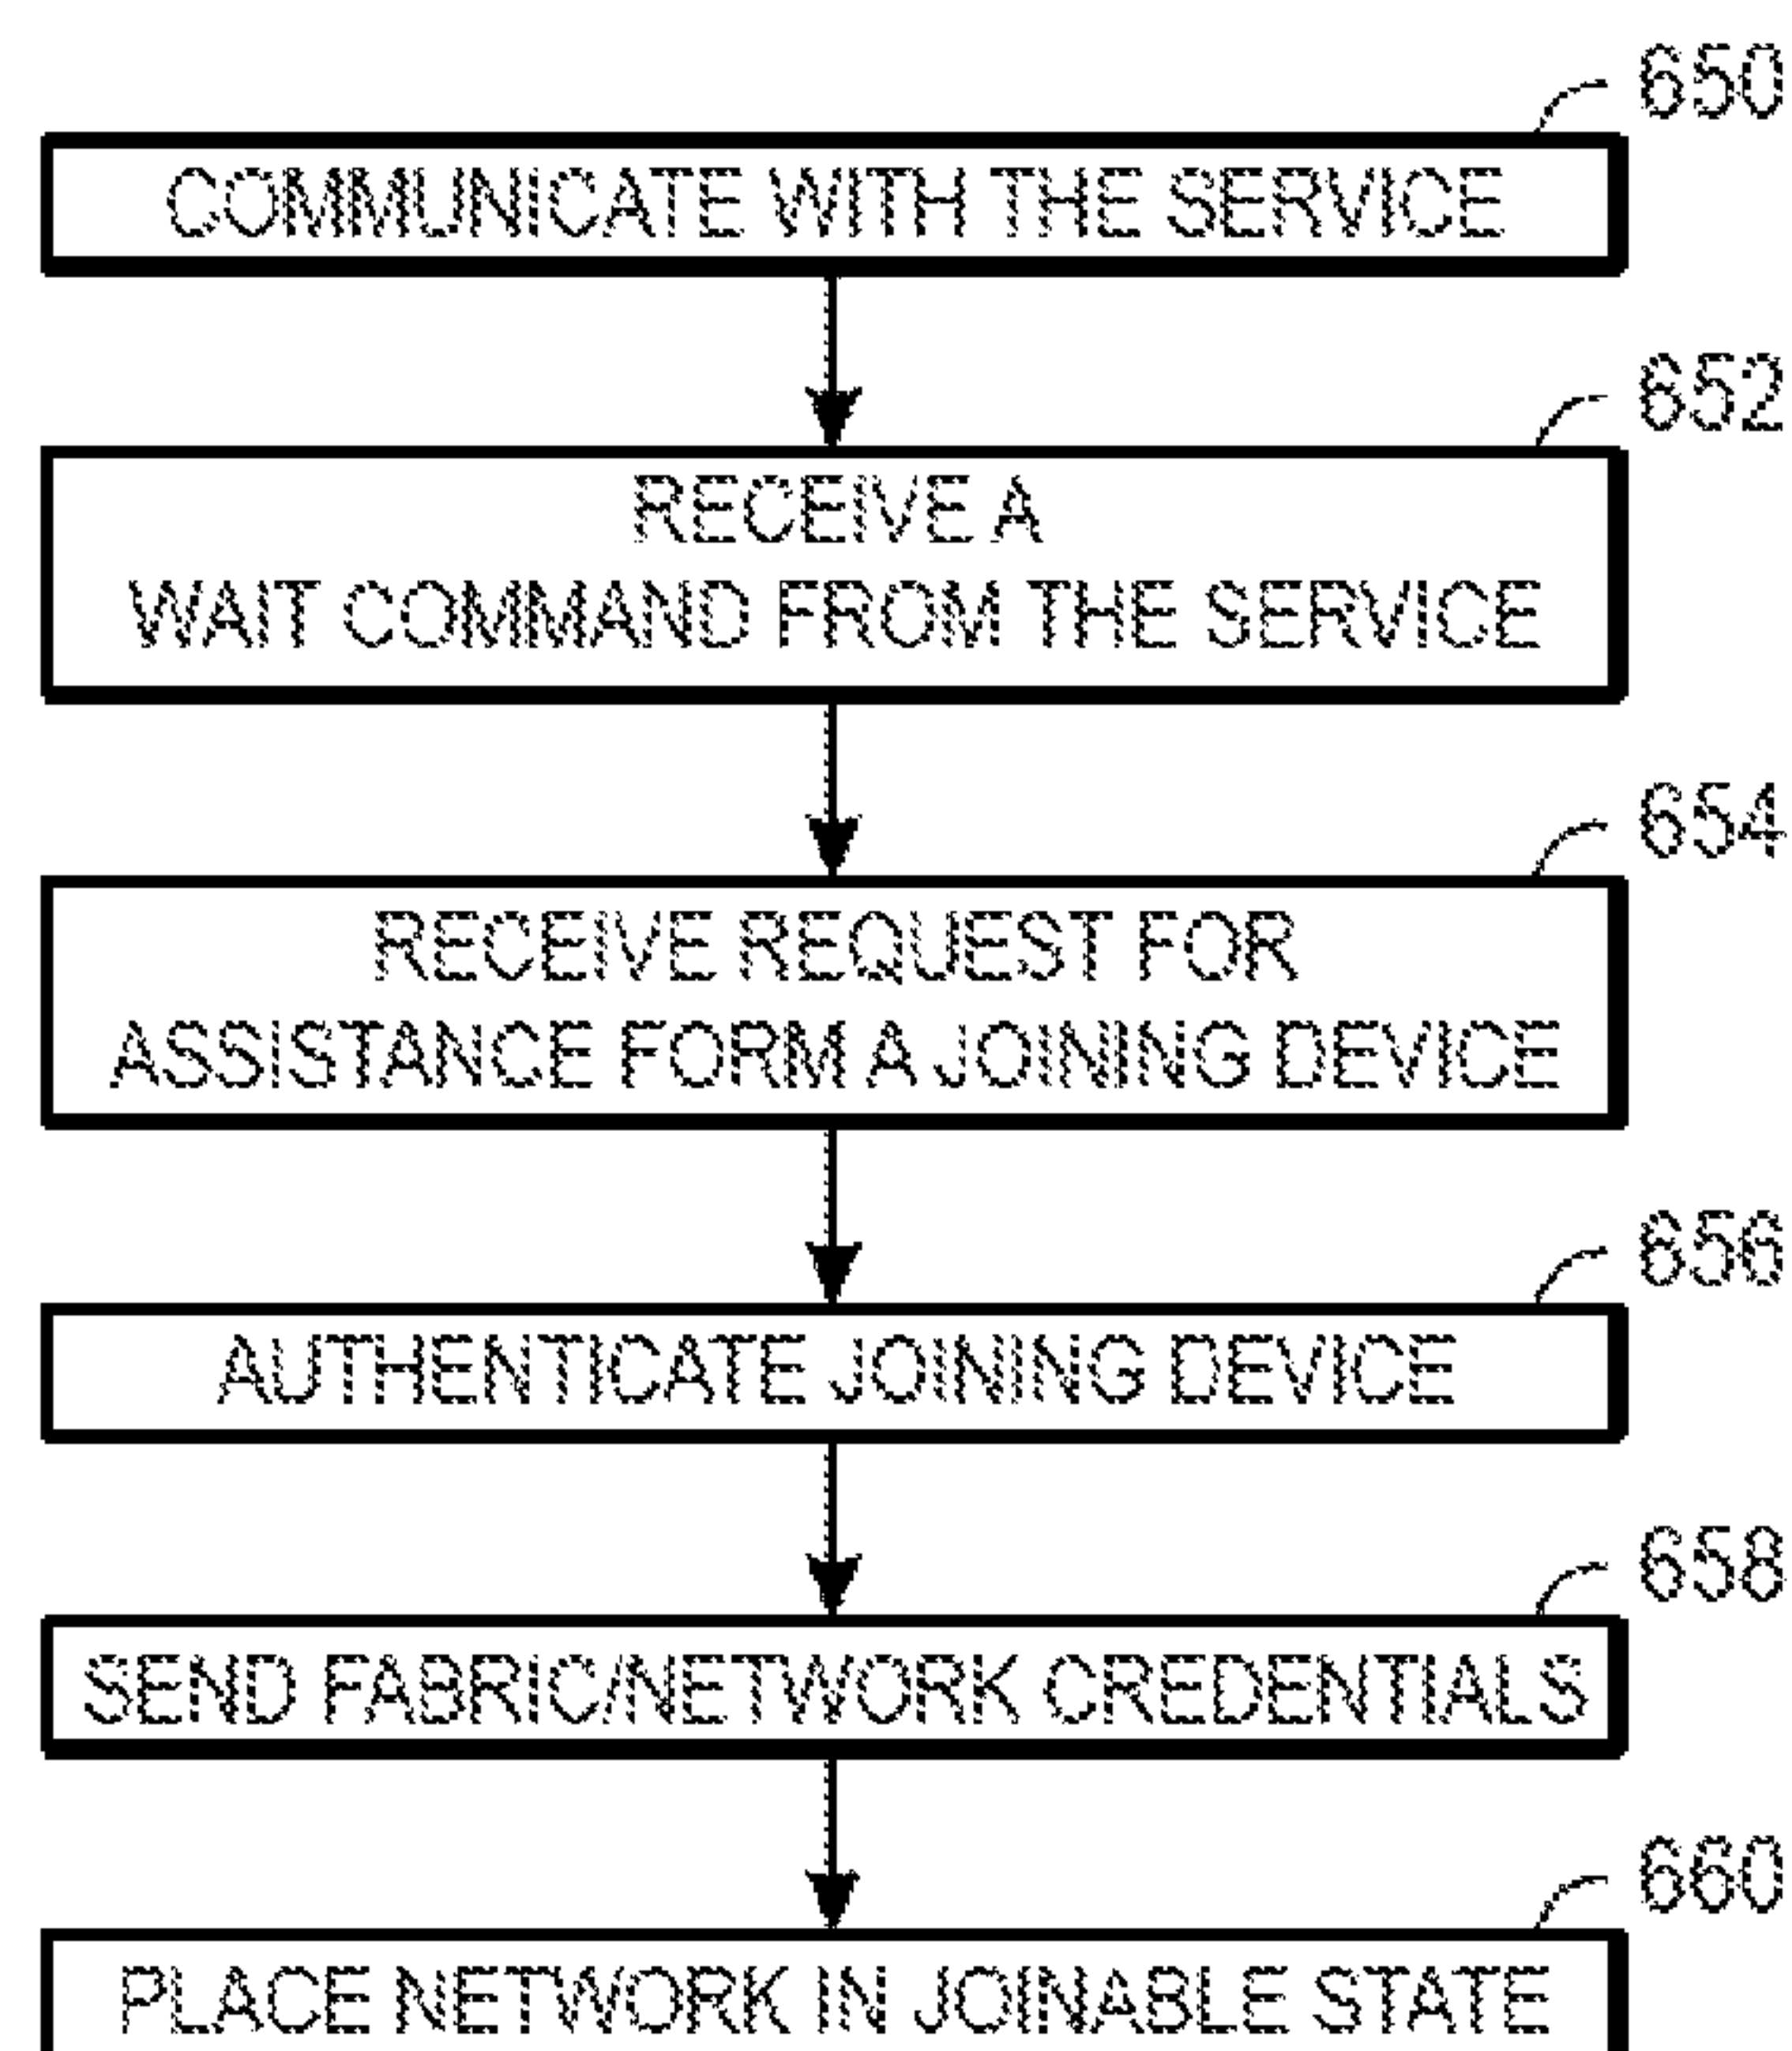 650
COMMUNICATE WITH THE SERVICE
652
RECEIVE A
WAIT COMMAND FROM THE SERVICE
654
RECEIVE REQUEST FOR
ASSISTANCE FORM A JOINING DEVICE
656
AUTHENTICATE JOINING DEVICE
658
SEND FABRIC/NETWORK CREDENTIALS
660
PLACE NETWORK IN JOINABLE STATE